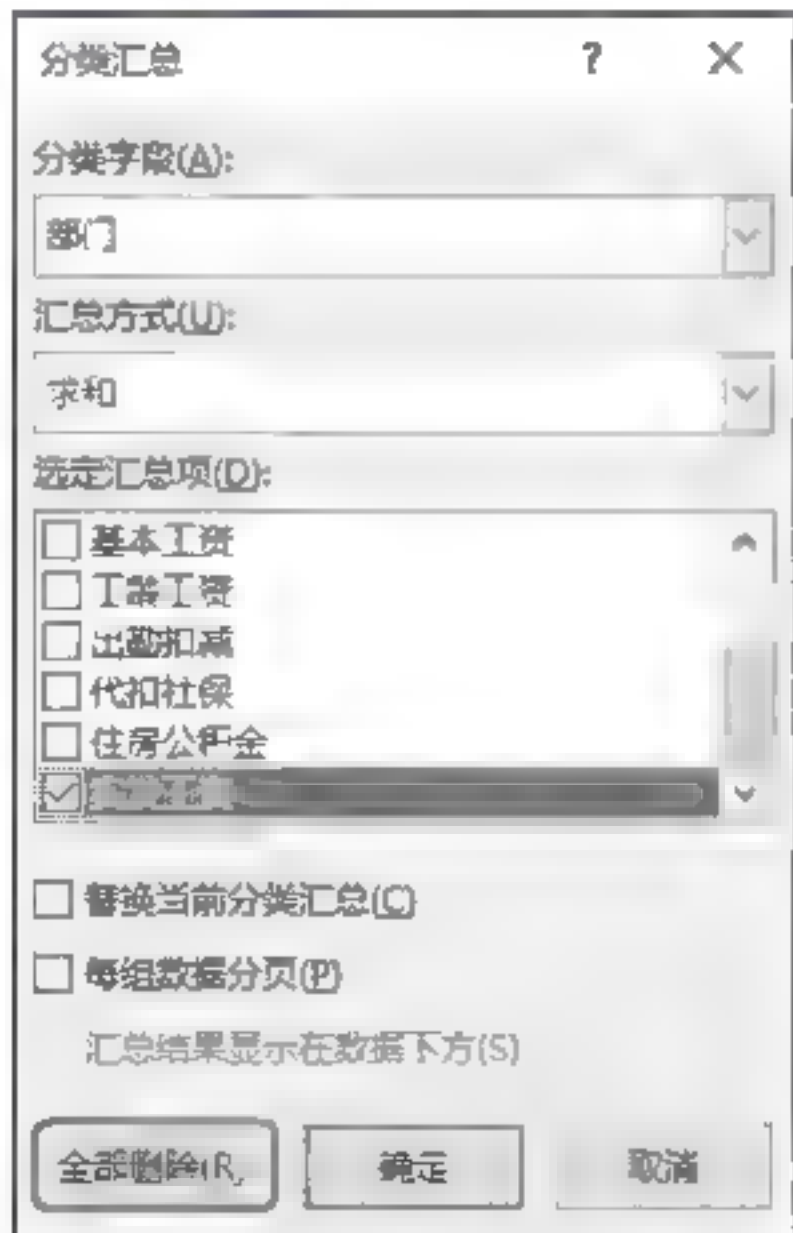 分类汇总
分类字段(A):
部门
汇总方式(U):
求和
选定汇总项(D):
基本工资
工龄工资
出勤扣减
代扣社保
住房公积金
替换当前分类汇总(C)
每组数据分页(P)
汇总结果显示在数据下方(S)
全部删除(R)
确定
取消